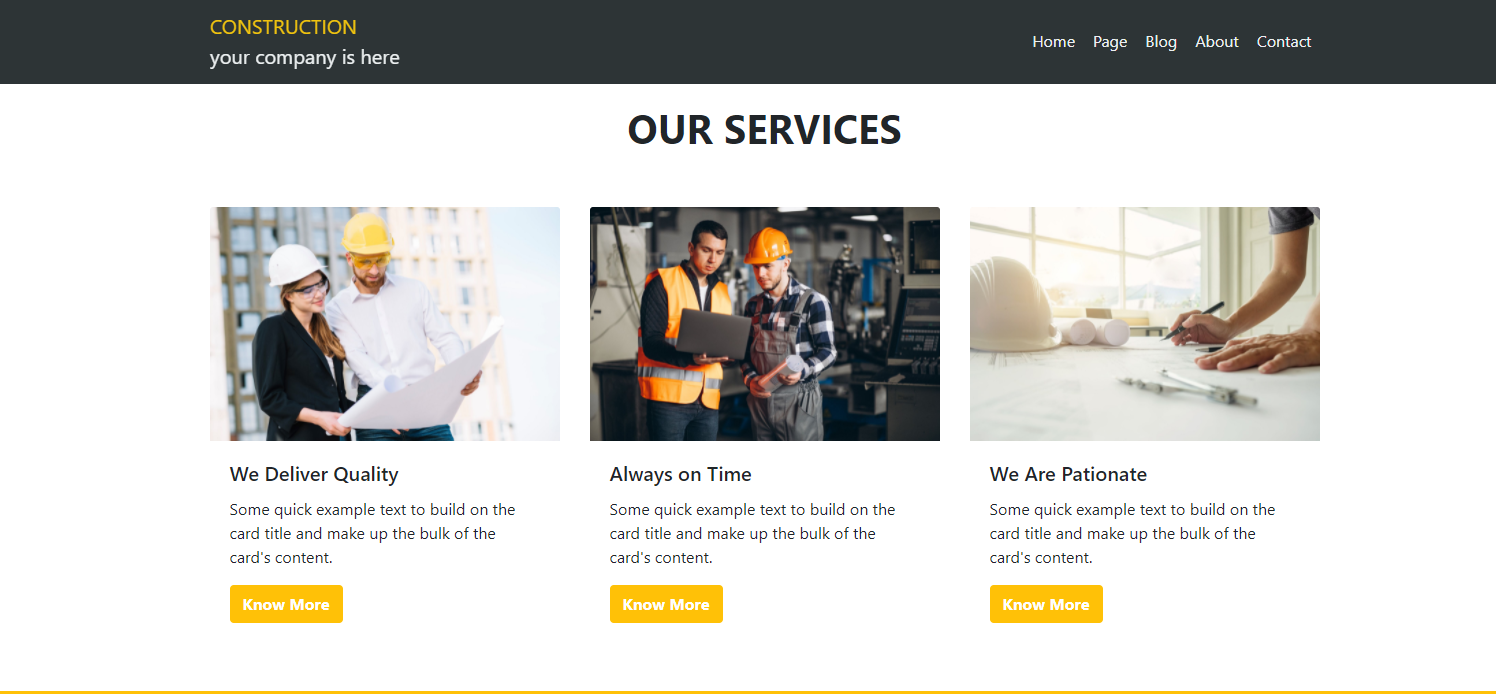 CONSTRUCTION
your company is here
Home Page Blog About Contact
OUR SERVICES
We Deliver Quality
Some quick example text to build on the
card title and make up the bulk of the
card's content.
Know More
Always on Time
Some quick example text to build on the
card title and make up the bulk of the
card's content.
Know More
We Are Pationate
Some quick example text to build on the
card title and make up the bulk of the
card's content.
Know More